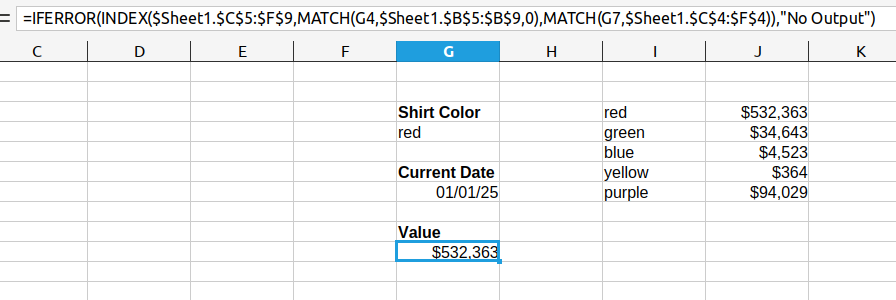 =IFERROR(INDEX($Sheet1.$C$5:$F$9,MATCH(G4,$Sheet1.$B$5:$B$9,0),MATCH(G7,$Sheet1.$C$4:$F$4)),"No Output")
C D E F G H I J K
Shirt Color red $532,363
red green $34,643
blue $4,523
Current Date yellow $364
01/01/25 purple $94,029
Value
$532,363